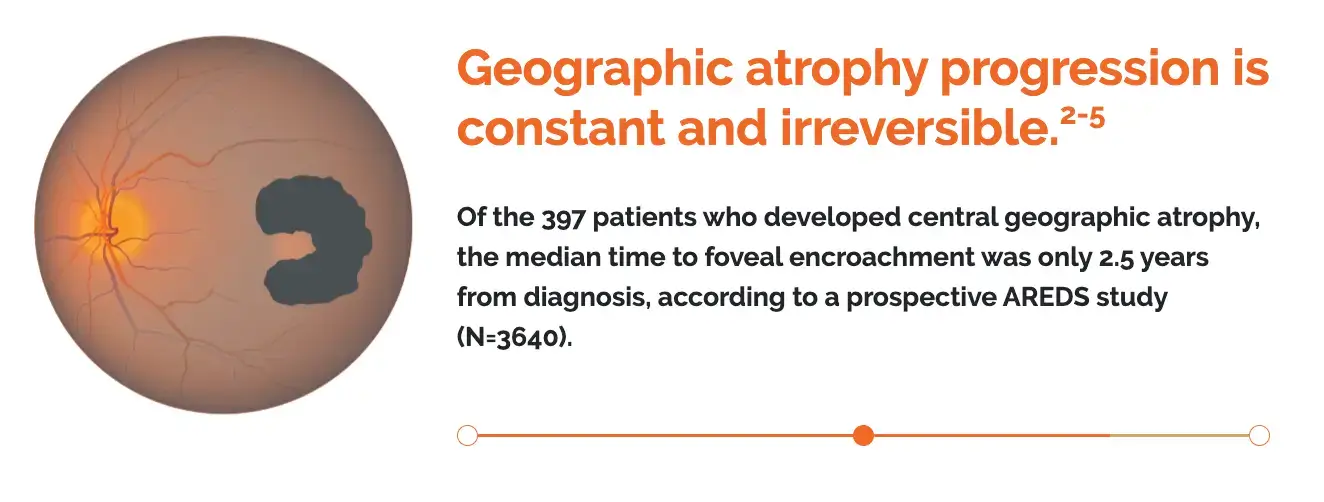 Geographic atrophy progression is
constant and irreversible.²⁻⁵
Of the 397 patients who developed central geographic atrophy,
the median time to foveal encroachment was only 2.5 years
from diagnosis, according to a prospective AREDS study
(N=3640).